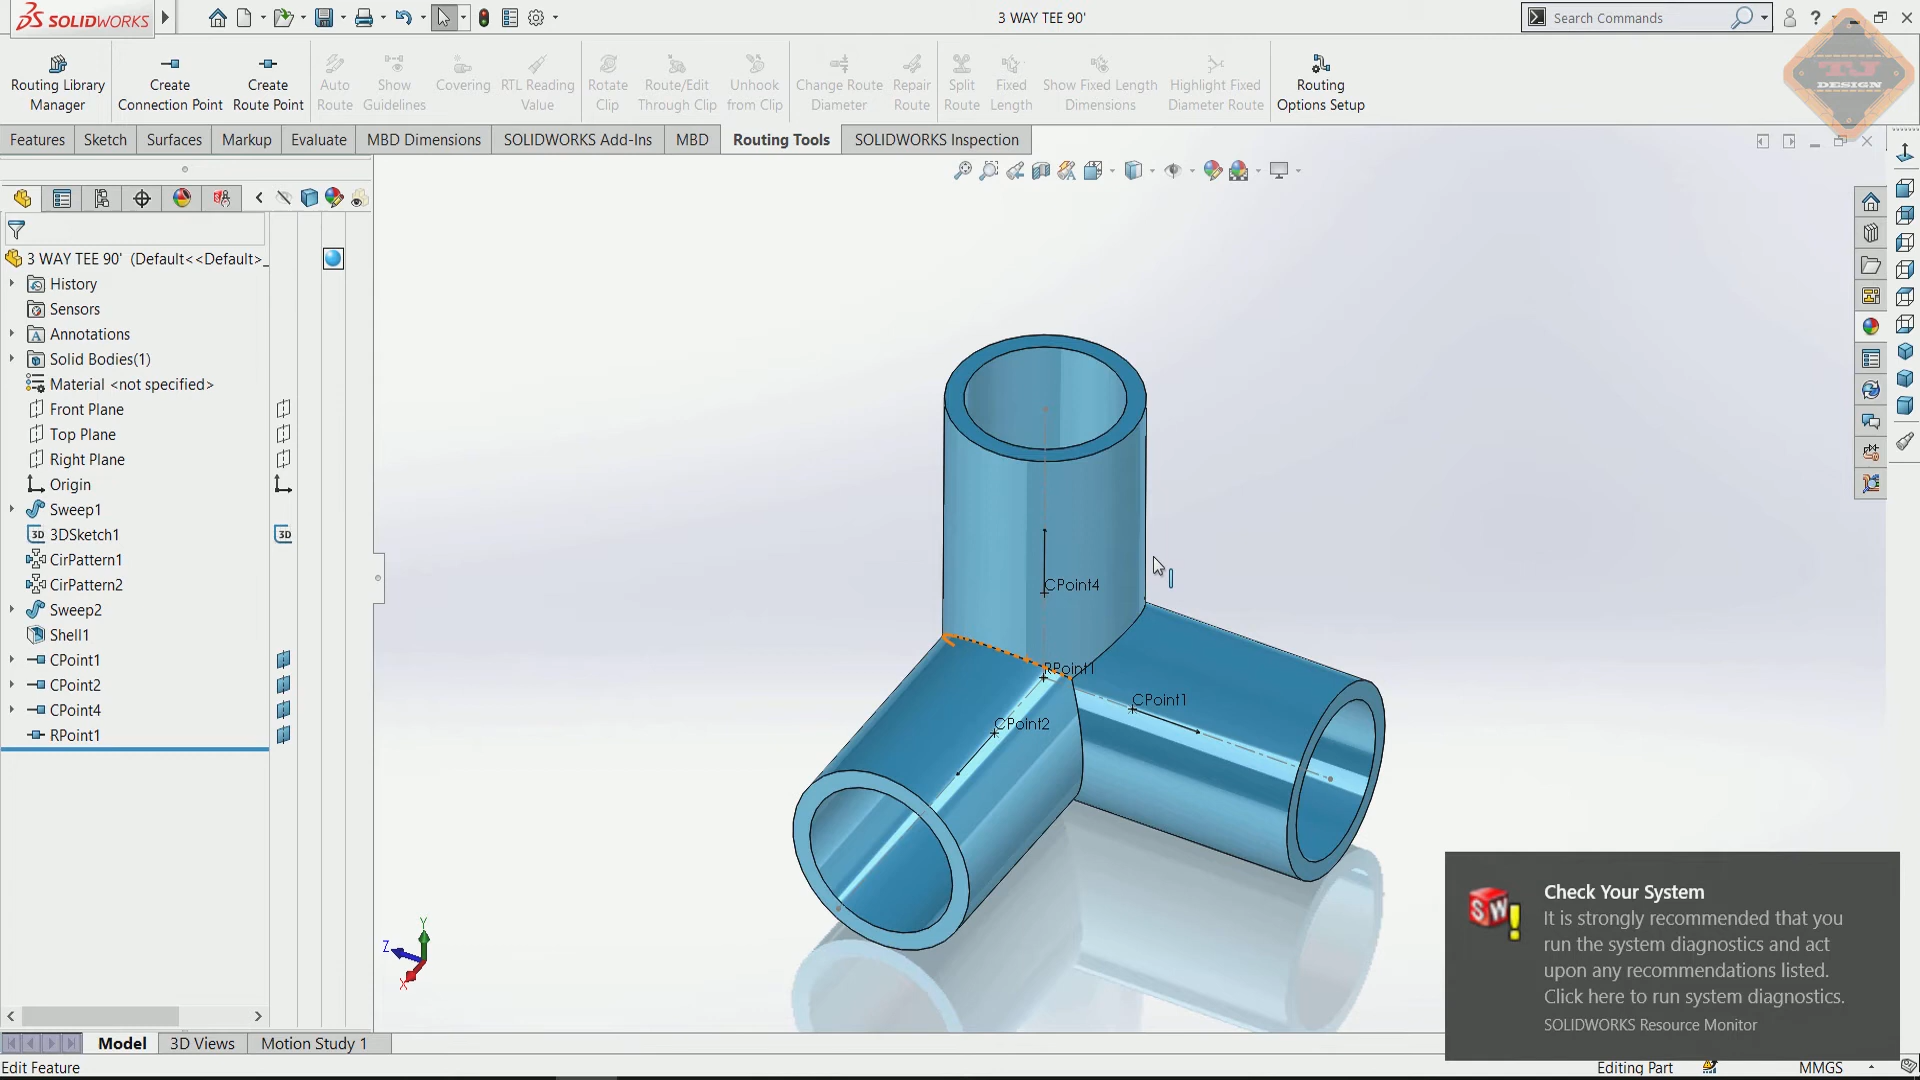 SOLIDWORKS
3 WAY TEE 90'
Search Commands
?
TJ
DESIGN
Routing Library
Manager
Create
Connection Point
Create
Route Point
Auto
Route
Show
Guidelines
Covering
RTL Reading
Value
Rotate
Clip
Route/Edit
Through Clip
Unhook
from Clip
Change Route
Diameter
Repair
Route
Split
Route
Fixed
Length
Show Fixed Length
Dimensions
Highlight Fixed
Diameter Route
Routing
Options Setup
Features
Sketch
Surfaces
Markup
Evaluate
MBD Dimensions
SOLIDWORKS Add-Ins
MBD
Routing Tools
SOLIDWORKS Inspection
3 WAY TEE 90' (Default<<Default>_
History
Sensors
Annotations
Solid Bodies(1)
Material <not specified>
Front Plane
Top Plane
Right Plane
Origin
Sweep1
3DSketch1
CirPattern1
CirPattern2
Sweep2
Shell1
CPoint1
CPoint2
CPoint4
RPoint1
CPoint4
RPoint1
CPoint1
CPoint2
Y
Z
X
Check Your System
It is strongly recommended that you
run the system diagnostics and act
upon any recommendations listed.
Click here to run system diagnostics.
SOLIDWORKS Resource Monitor
Model
3D Views
Motion Study 1
Edit Feature
Editing Part
MMGS